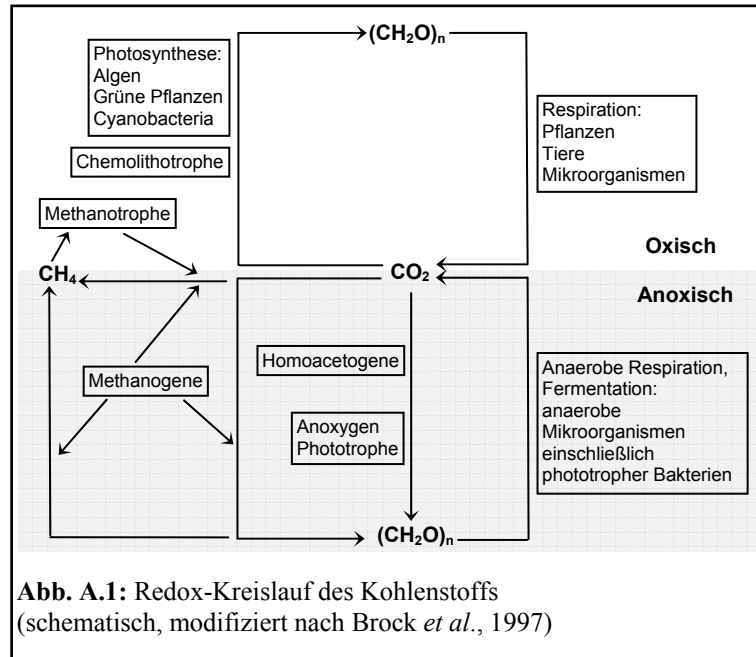 (CH₂O)ₙ
Photosynthese:
Algen
Grüne Pflanzen
Cyanobacteria
Respiration:
Pflanzen
Tiere
Mikroorganismen
Chemolithotrophe
Methanotrophe
Oxisch
CH₄
CO₂
Anoxisch
Homoacetogene
Methanogene
Anaerobe Respiration,
Fermentation:
anaerobe
Mikroorganismen
einschließlich
phototropher Bakterien
Anoxygen
Phototrophe
(CH₂O)ₙ
Abb. A.1: Redox-Kreislauf des Kohlenstoffs
(schematisch, modifiziert nach Brock et al., 1997)